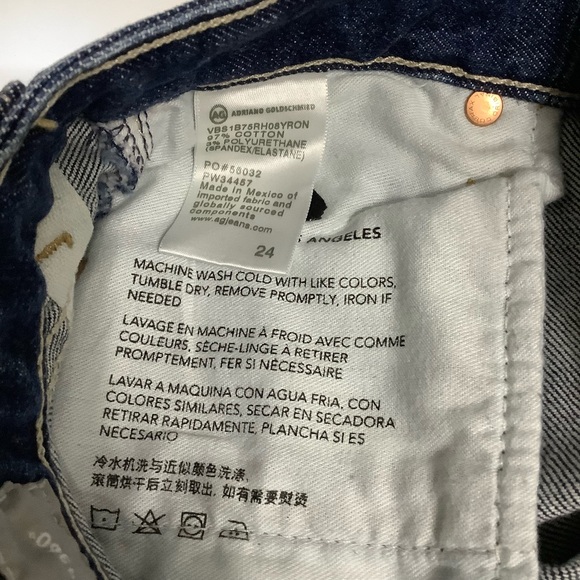 AG ADRIANO GOLDSCHMIED
VBS1B75RH08YRON
97% COTTON
3% POLYURETHANE
(SPANDEX/ELASTANE)
PO#56032
PW34457
Made in Mexico of
imported fabric and
globally sourced
components
www.agjeans.com
24
ANGELES
MACHINE WASH COLD WITH LIKE COLORS,
TUMBLE DRY, REMOVE PROMPTLY, IRON IF
NEEDED
LAVAGE EN MACHINE À FROID AVEC COMME
COULEURS, SÈCHE-LINGE À RETIRER
PROMPTEMENT, FER SI NÉCESSAIRE
LAVAR A MAQUINA CON AGUA FRIA, CON
COLORES SIMILARES, SECAR EN SECADORA
RETIRAR RAPIDAMENTE, PLANCHA SI ES
NECESARIO
冷水机洗与近似颜色洗涤,
滚筒烘干后立刻取出, 如有需要熨烫